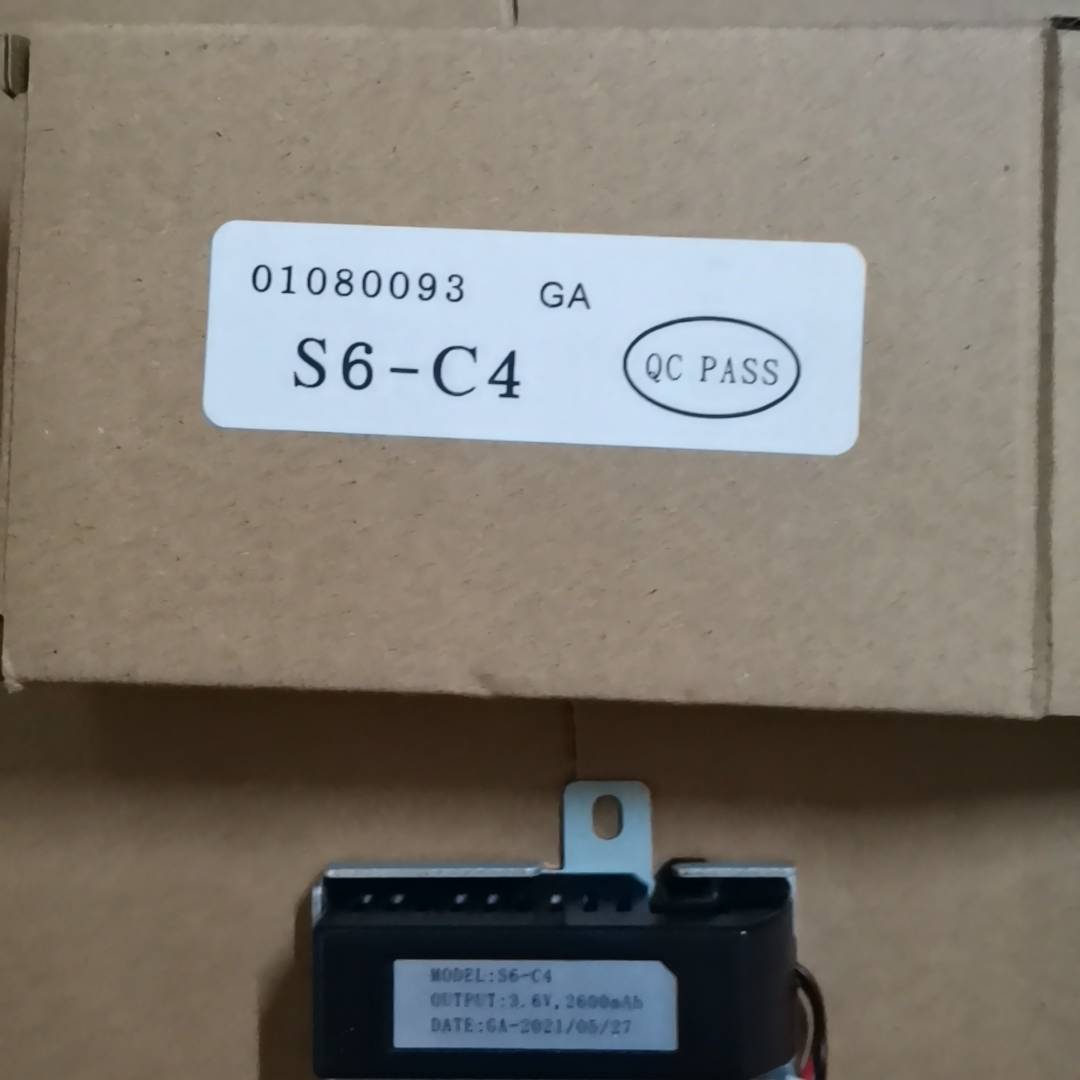 01080093 GA
S6-C4 QC PASS
MODEL:S6-C4
OUTPUT:3.6V,2600mAh
DATE:GA-2021/05/27